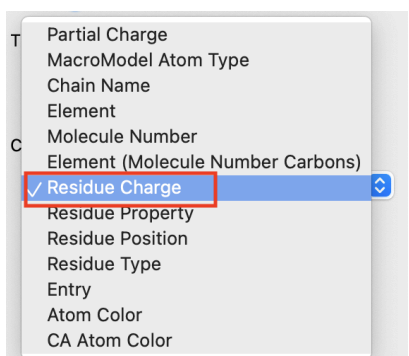 T
Partial Charge
MacroModel Atom Type
Chain Name
Element
C
Molecule Number
Element (Molecule Number Carbons)
✓ Residue Charge
Residue Property
Residue Position
Residue Type
Entry
Atom Color
CA Atom Color